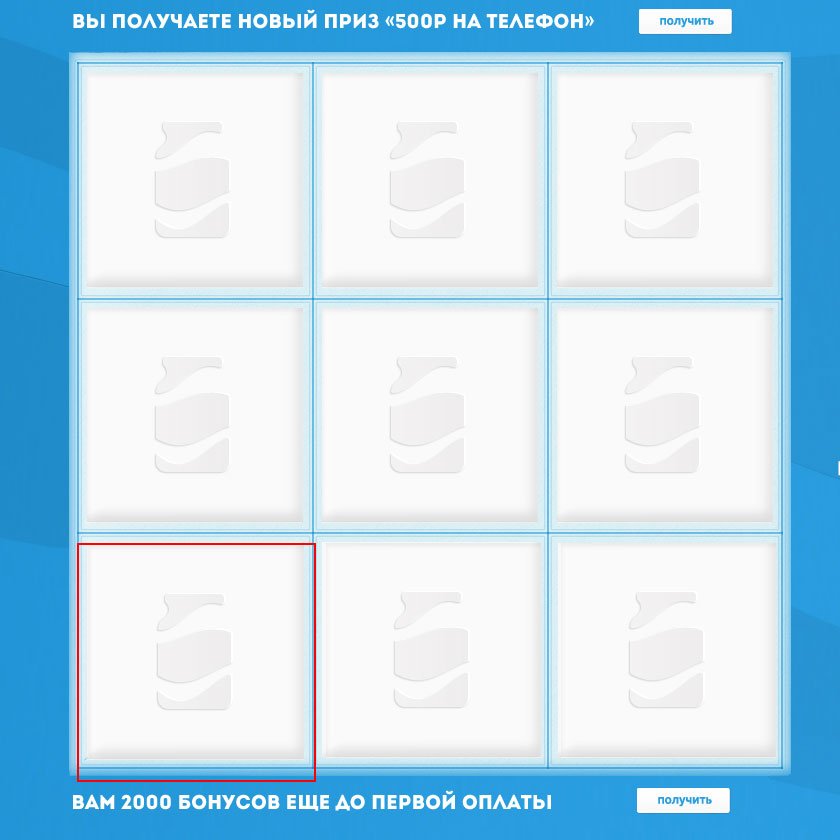 ВЫ ПОЛУЧАЕТЕ НОВЫЙ ПРИЗ «500Р НА ТЕЛЕФОН»
получить
ВАМ 2000 БОНУСОВ ЕЩЕ ДО ПЕРВОЙ ОПЛАТЫ
получить